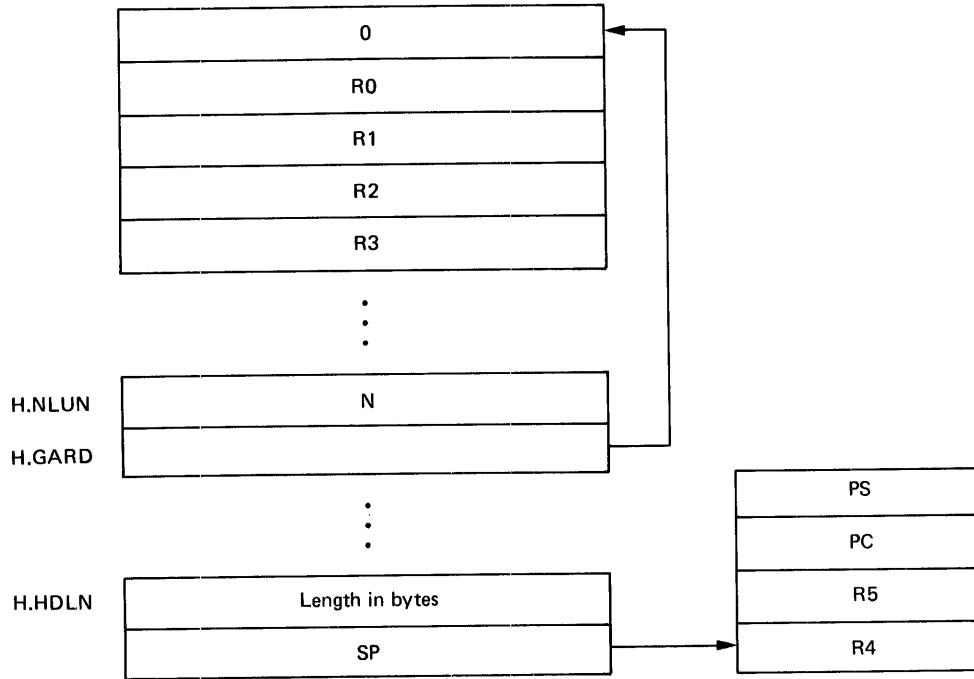 0
R0
R1
R2
R3
H.NLUN
N
H.GARD
H.HDLN
Length in bytes
SP
PS
PC
R5
R4